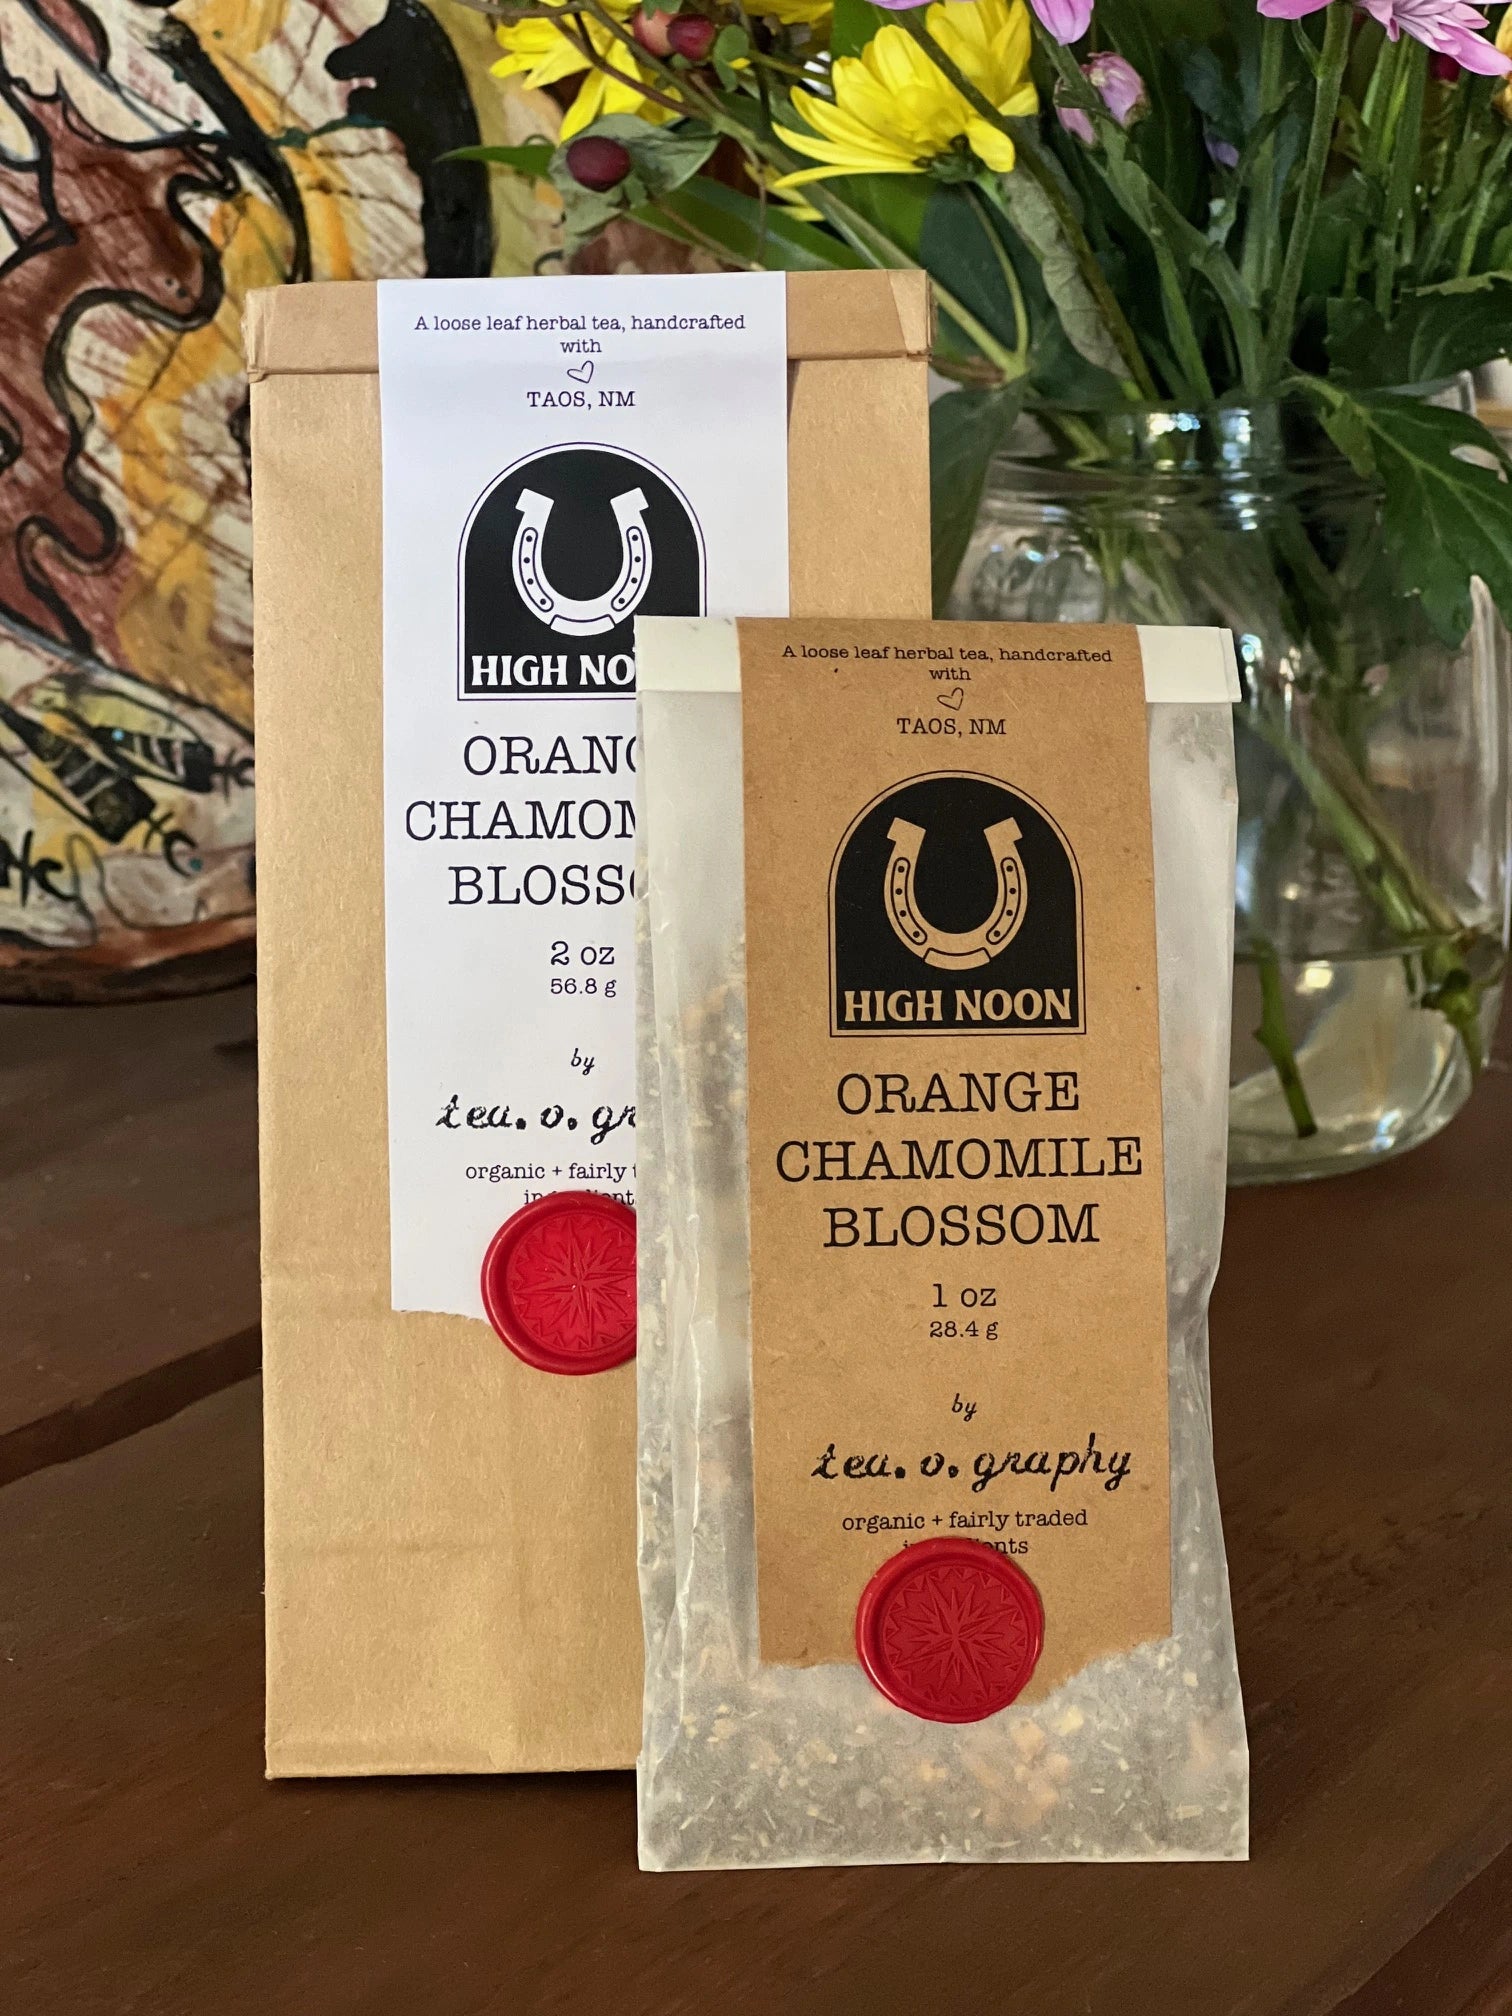 A loose leaf herbal tea, handcrafted
with
TAOS, NM
HIGH
ORANG
CHAMOM
BLOSSO
2 oz
56.8 g
by
tea. o. gr
organic + fairly
A loose leaf herbal tea, handcrafted
with
TAOS, NM
HIGH NOON
ORANGE
CHAMOMILE
BLOSSOM
1 oz
28.4 g
by
tea. o. graphy
organic + fairly traded